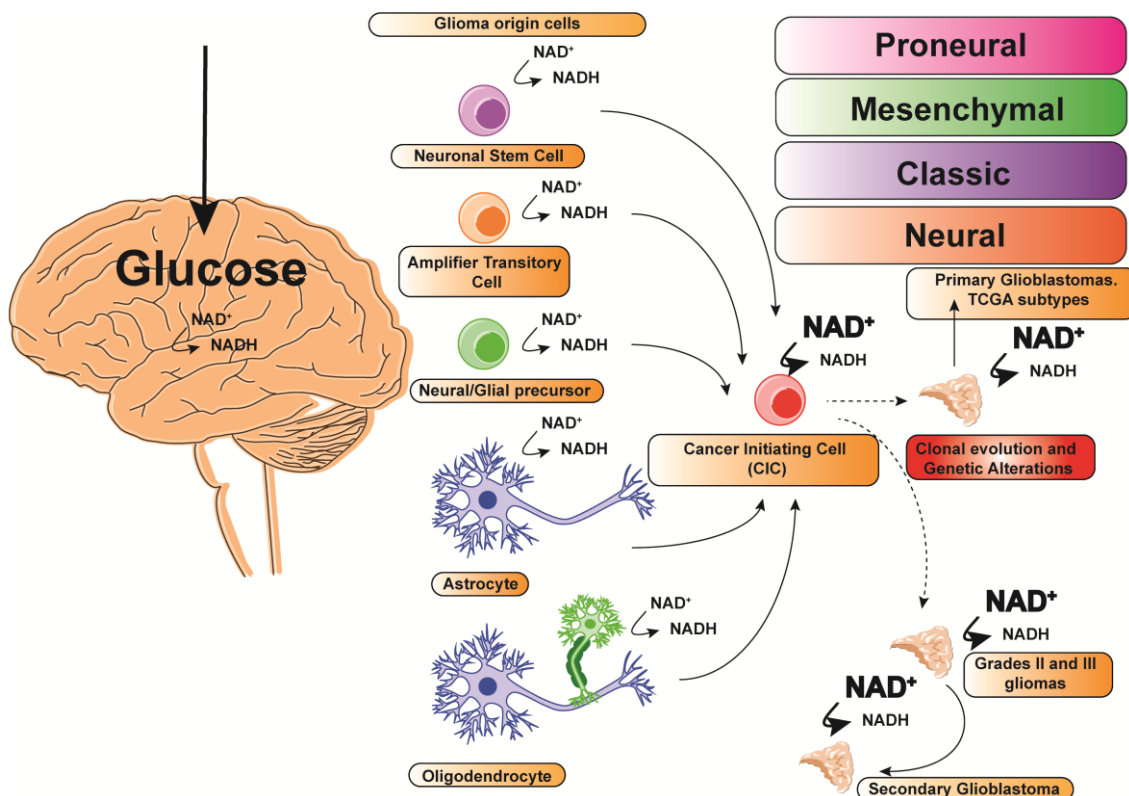 Glioma origin cells
NAD⁺
NADH
Neuronal Stem Cell
NAD⁺
NADH
Amplifier Transitory
Cell
NAD⁺
NADH
Neural/Glial precursor
NAD⁺
NADH
Astrocyte
NAD⁺
NADH
Oligodendrocyte
Glucose
NAD⁺
NADH
Proneural
Mesenchymal
Classic
Neural
Primary Glioblastomas.
TCGA subtypes
NAD⁺
NADH
Cancer Initiating Cell
(CIC)
NAD⁺
NADH
Clonal evolution and
Genetic Alterations
NAD⁺
NADH
Grades II and III
gliomas
NAD⁺
NADH
Secondary Glioblastoma